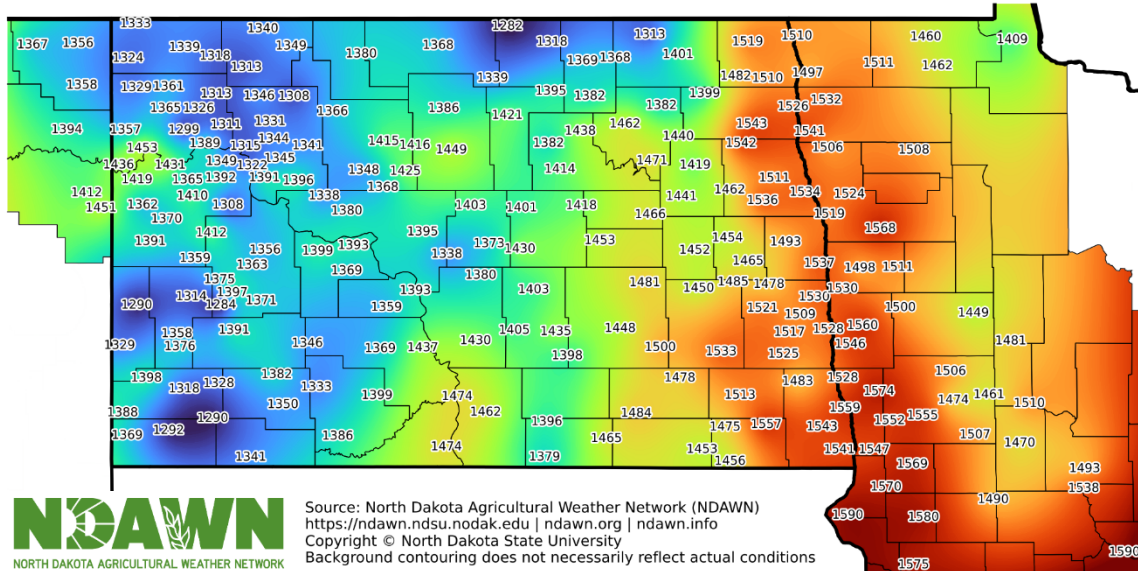 1333 1340 1282
1367 1356 1339 1318 1349 1380 1368 1318 1313 1519 1510 1460 1409
1324 1313 1369 1368 1401 1511 1462
1358 1329 1361 1339 1482 1510 1497
1313 1346 1308 1395 1382 1399
1365 1326 1366 1386 1421 1382 1526 1532
1394 1357 1299 1311 1331 1438 1462 1543 1541
1453 1389 1315 1344 1341 1415 1416 1449 1382 1440 1542 1506 1508
1436 1431 1349 1322 1345 1348 1425 1414 1471 1419
1419 1365 1392 1391 1396 1368 1511
1412 1410 1338 1441 1462 1536 1534 1524
1451 1362 1308 1380 1403 1401 1418 1466 1519
1370 1568
1391 1412 1395 1373 1430 1453 1454 1493
1359 1356 1399 1393 1338 1452 1465 1537 1498 1511
1363 1369 1380
1375 1481 1450 1485 1478
1290 1314 1397 1371 1393 1403 1530 1530
1284 1359 1521 1509 1500 1449
1358 1391 1405 1435 1448 1517 1528 1560
1329 1376 1346 1369 1437 1430 1398 1500 1533 1525 1546 1481
1398 1318 1328 1382 1333 1478 1483 1528 1506
1399 1474 1513 1574 1474 1461
1388 1290 1350 1462 1396 1484 1559 1552 1555 1510
1369 1292 1386 1465 1475 1557 1543 1507
1341 1474 1379 1453 1456 1541 1547 1470
1569 1493
1570 1538
1590 1580 1490
1590
1575
NDAWN
NORTH DAKOTA AGRICULTURAL WEATHER NETWORK
Source: North Dakota Agricultural Weather Network (NDAWN)
https://ndawn.ndsu.nodak.edu | ndawn.org | ndawn.info
Copyright © North Dakota State University
Background contouring does not necessarily reflect actual conditions